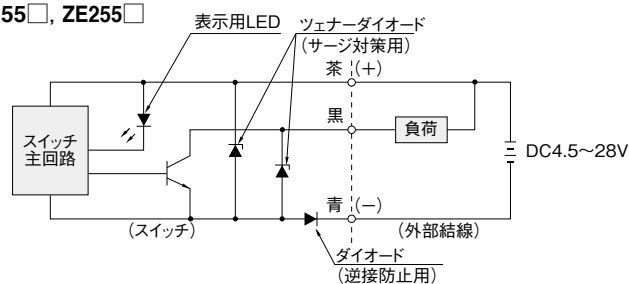 55□, ZE255□
表示用LED
ツェナーダイオード
(サージ対策用)
茶 (+)
黒
負荷
スイッチ
主回路
DC4.5～28V
青 (−)
(スイッチ)
(外部結線)
ダイオード
(逆接防止用)